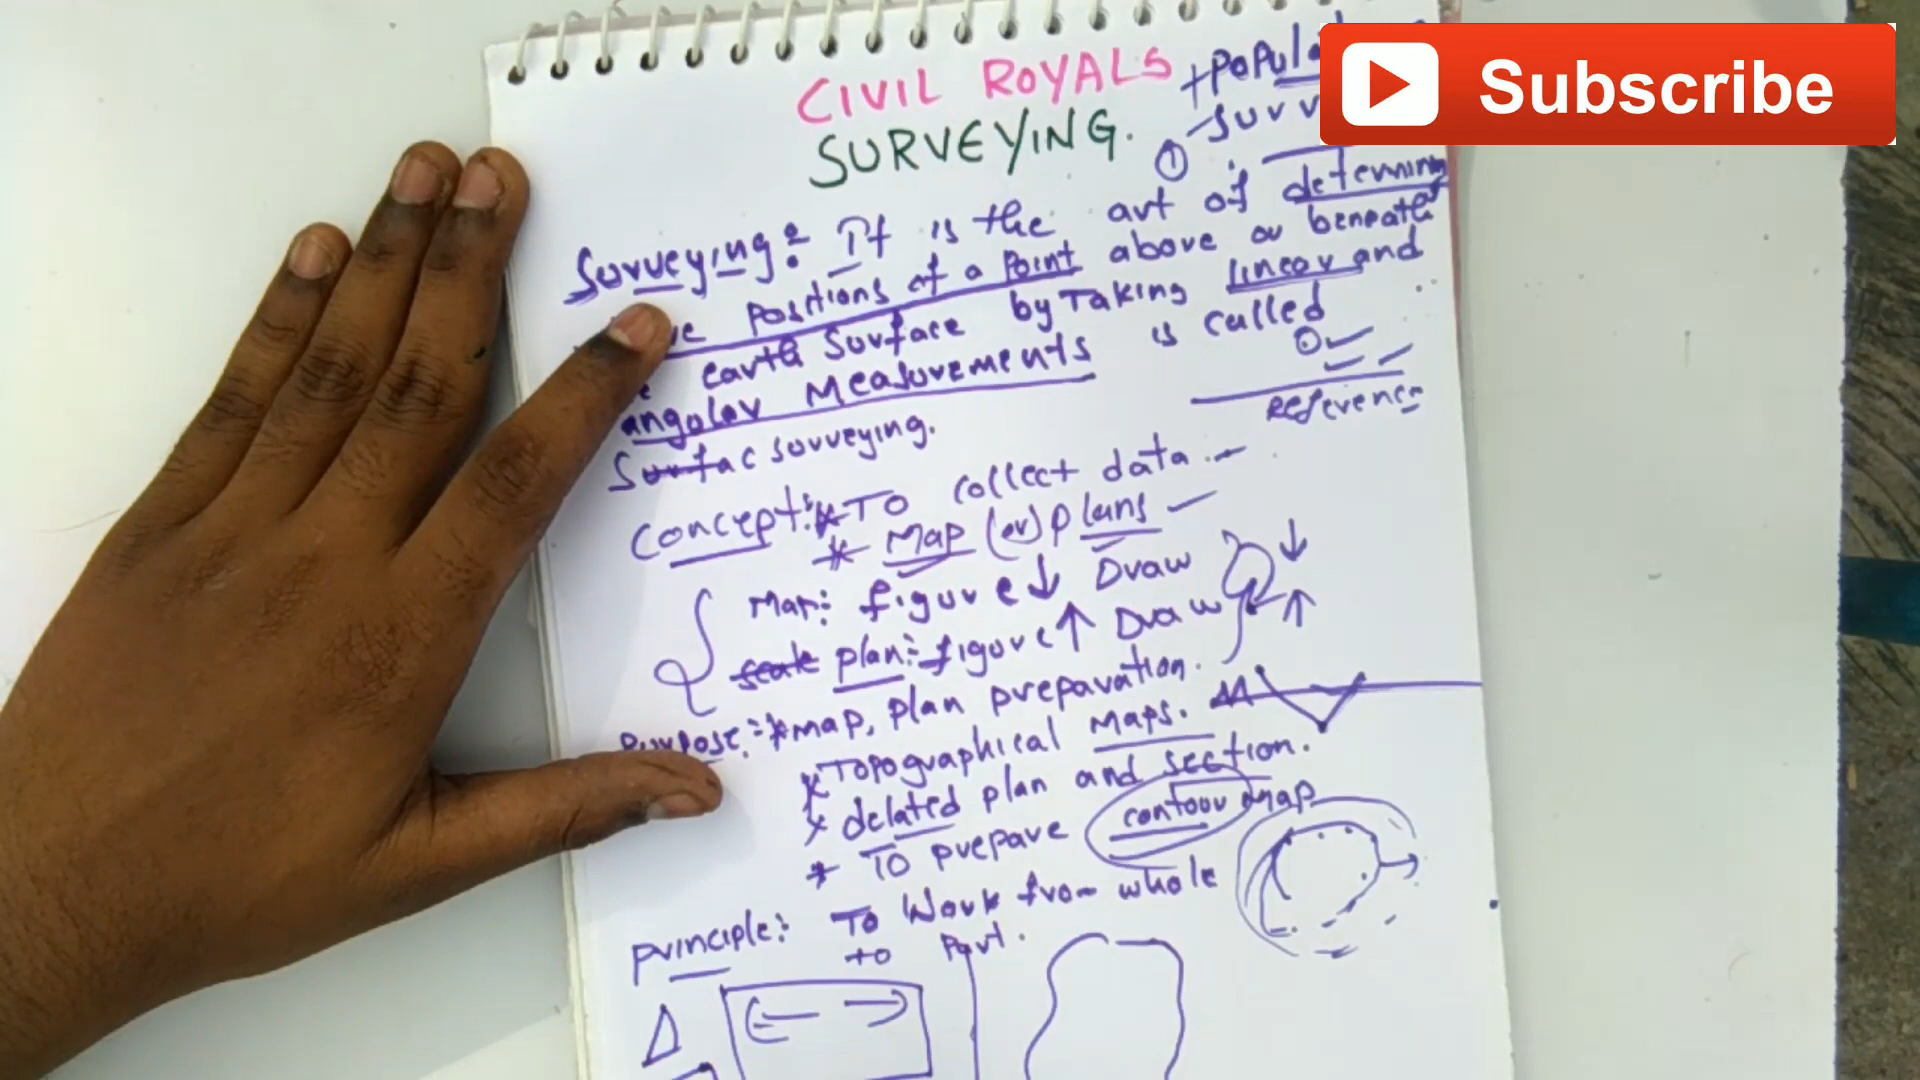 CIVIL ROYALS
SURVEYING.
Subscribe
①
Surveying: It is the art of determining
positions of a point above or beneath
earth surface by Taking linear and
angular Measurements is called
surveying.
reference
Concept: * To collect data.
* Map (or) plans
Map: figure ↓ Draw
scale plan: figure ↑ Draw
Purpose: * map, plan preparation.
* Topographical Maps.
* delated plan and section.
* To prepare contour map
Principle: To Work from whole
to Part.